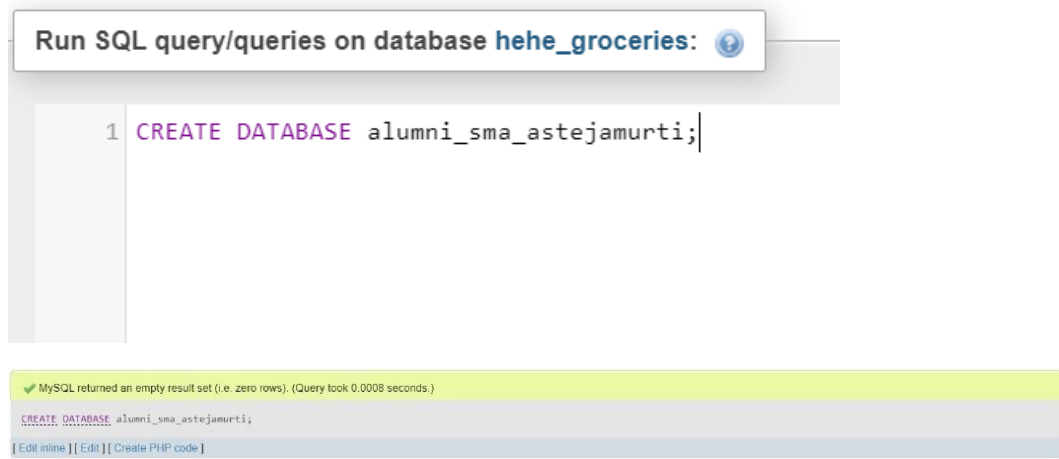 Run SQL query/queries on database hehe_groceries:
1 CREATE DATABASE alumni_sma_astejamurti;
MySQL returned an empty result set (i.e. zero rows). (Query took 0.0008 seconds.)
CREATE DATABASE alumni_sma_astejamurti;
[ Edit inline ] [ Edit ] [ Create PHP code ]